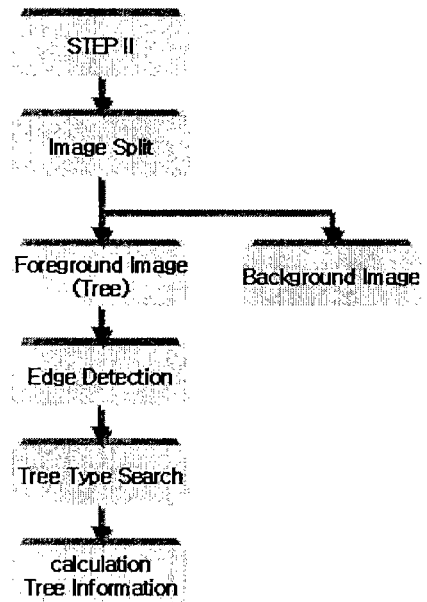 STEP II
Image Split
Foreground Image
(Tree)
Background Image
Edge Detection
Tree Type Search
calculation
Tree Information